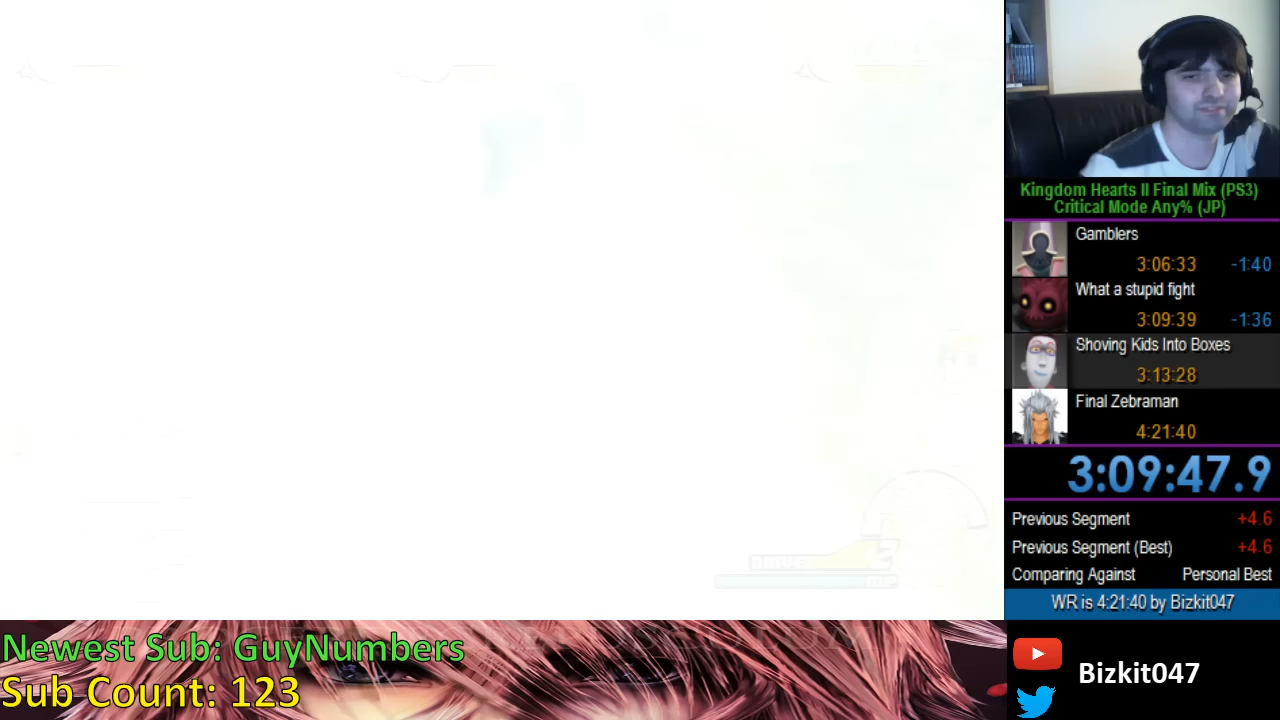 Kingdom Hearts II Final Mix (PS3)
Critical Mode Any% (JP)
Gamblers
3:06:33 -1:40
What a stupid fight
3:09:39 -1:36
Shoving Kids Into Boxes
3:13:28
Final Zebraman
4:21:40
3:09:47.9
Previous Segment +4.6
Previous Segment (Best) +4.6
Comparing Against Personal Best
WR is 4:21:40 by Bizkit047
DRIVE 2
MP
Newest Sub: GuyNumbers
Sub Count: 123
Bizkit047